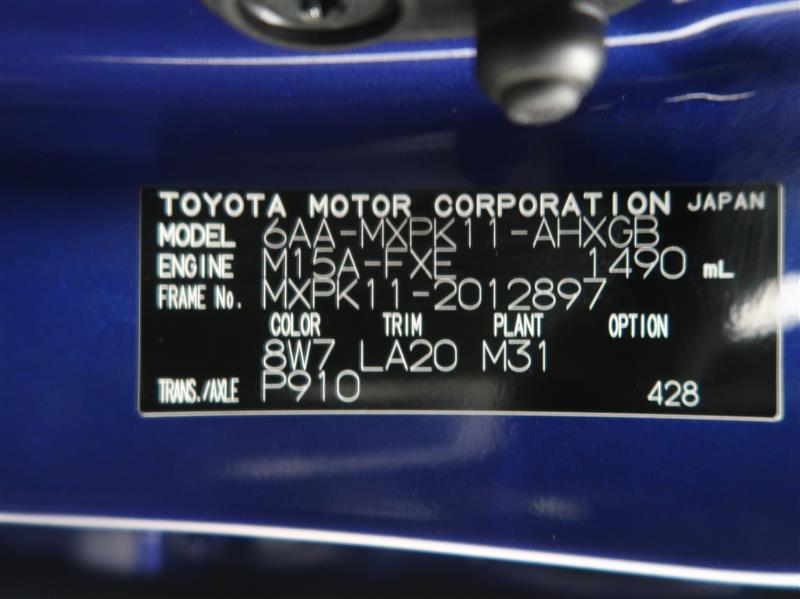 TOYOTA MOTOR CORPORATION JAPAN
MODEL 6AA-MXPK11-AHXGB
ENGINE M15A-FXE 1490 mL
FRAME No. MXPK11-2012897
COLOR TRIM PLANT OPTION
8W7 LA20 M31
TRANS./AXLE P910 428